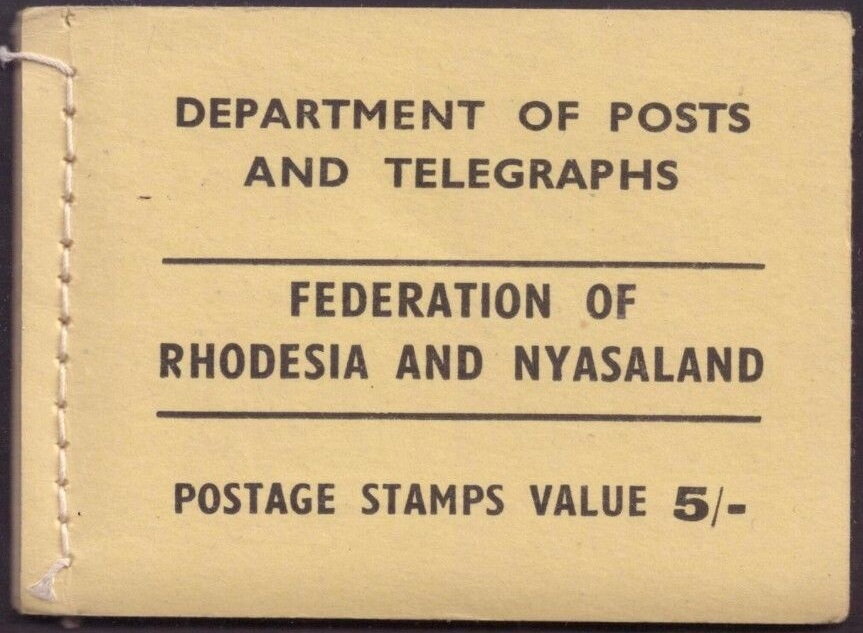 DEPARTMENT OF POSTS
AND TELEGRAPHS
FEDERATION OF
RHODESIA AND NYASALAND
POSTAGE STAMPS VALUE 5/-